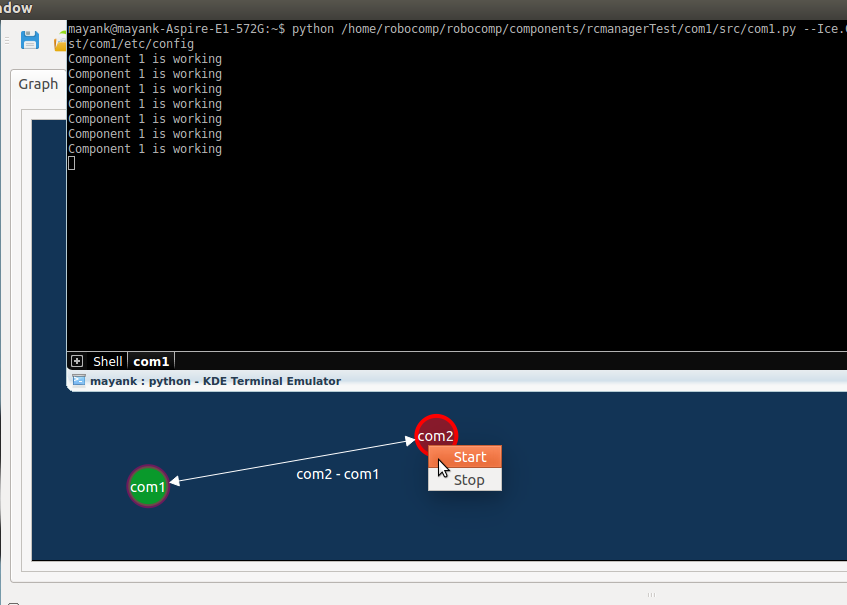 ndow
mayank@mayank-Aspire-E1-572G:~$ python /home/robocomp/robocomp/components/rcmanagerTest/com1/src/com1.py --Ice.
st/com1/etc/config
Component 1 is working
Component 1 is working
Component 1 is working
Component 1 is working
Component 1 is working
Component 1 is working
Component 1 is working
Graph
Shell com1
mayank : python - KDE Terminal Emulator
com2
Start
Stop
com2 - com1
com1